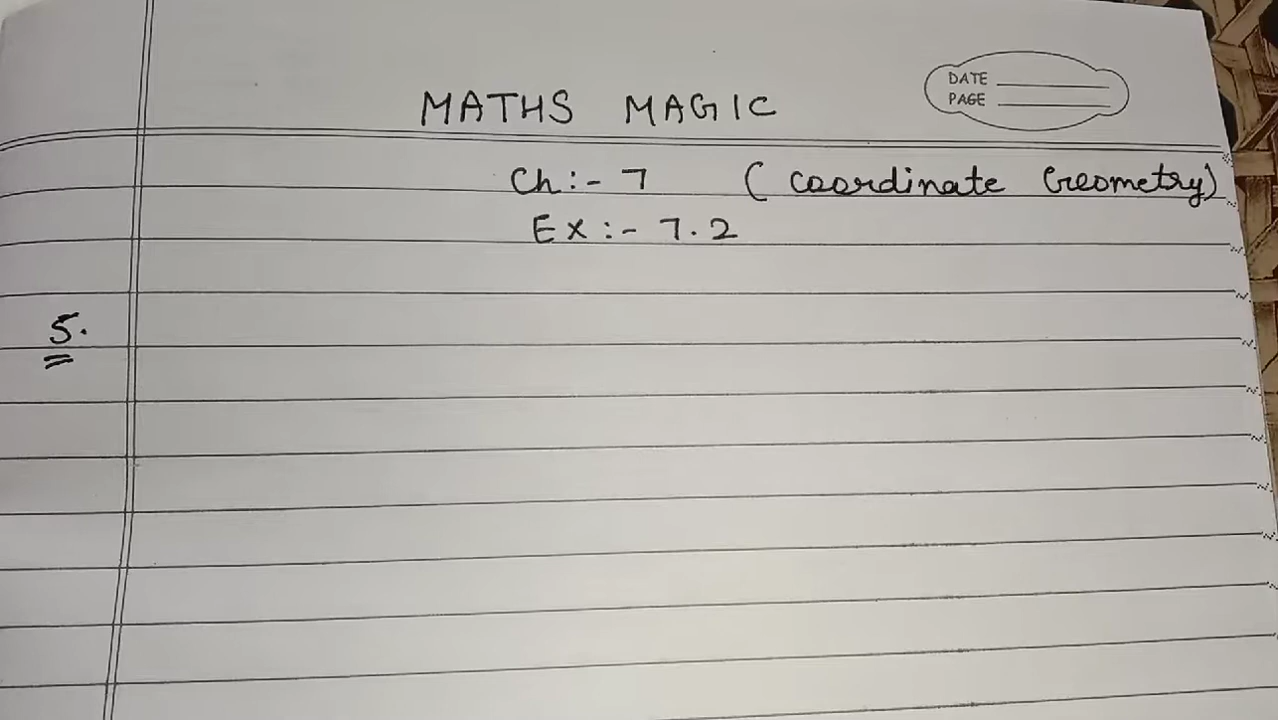 DATE
PAGE
MATHS MAGIC
Ch:- 7 (Coordinate Geometry)
Ex:- 7.2
5.